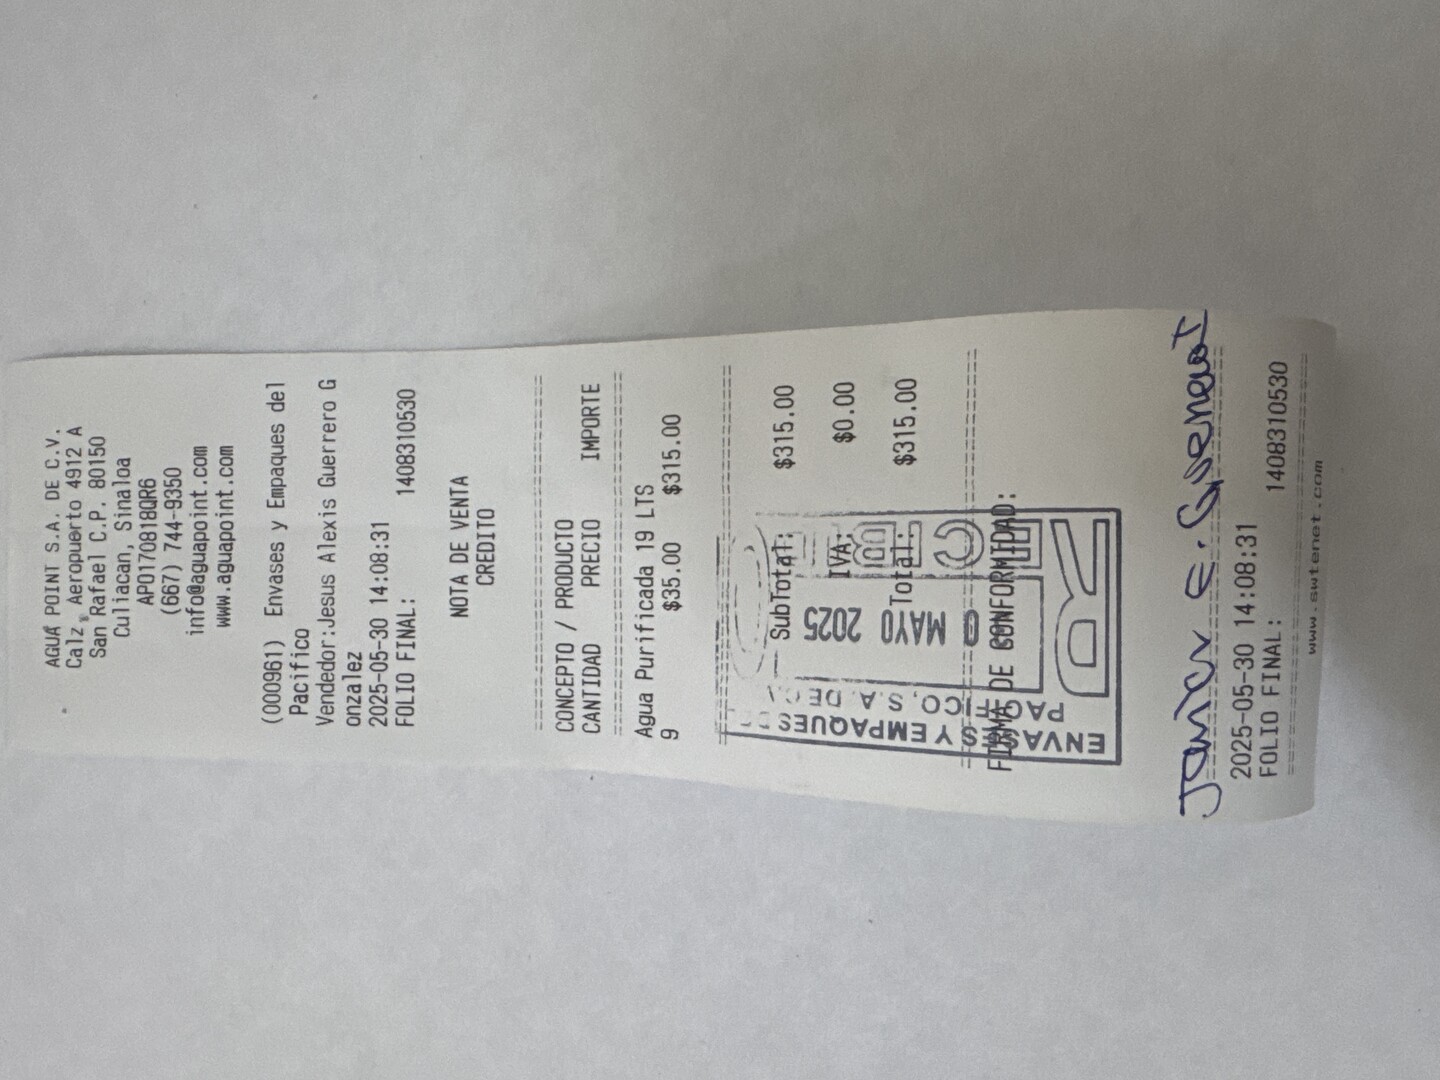 AGUA POINT S.A. DE C.V.
Calz. Aeropuerto 4912 A
San Rafael C.P. 80150
Culiacan, Sinaloa
APO170818QR6
(667) 744-9350
info@aguapoint.com
www.aguapoint.com
(000961) Envases y Empaques del
Pacifico
Vendedor:Jesus Alexis Guerrero G
onzalez
2025-05-30 14:08:31
FOLIO FINAL: 1408310530
NOTA DE VENTA
CREDITO
CONCEPTO / PRODUCTO
CANTIDAD PRECIO IMPORTE
Agua Purificada 19 LTS
9 $35.00 $315.00
SubTotal: $315.00
IVA: $0.00
Total: $315.00
FIRMA DE CONFORMIDAD:
ENVASES Y EMPAQUES DEL
PACIFICO, S.A. DE C.V.
MAYO 2025
Javier E. Guerrero
2025-05-30 14:08:31
FOLIO FINAL: 1408310530
www.swtenet.com